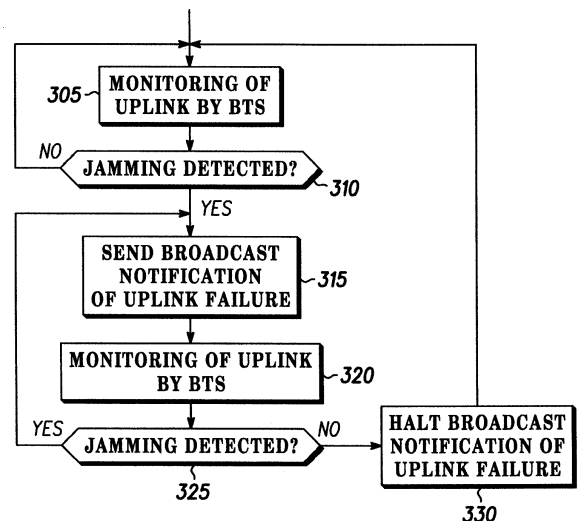 MONITORING OF
UPLINK BY BTS
305
NO
JAMMING DETECTED?
310
YES
SEND BROADCAST
NOTIFICATION
OF UPLINK FAILURE
315
MONITORING OF UPLINK
BY BTS
320
YES
JAMMING DETECTED?
NO
325
HALT BROADCAST
NOTIFICATION OF
UPLINK FAILURE
330